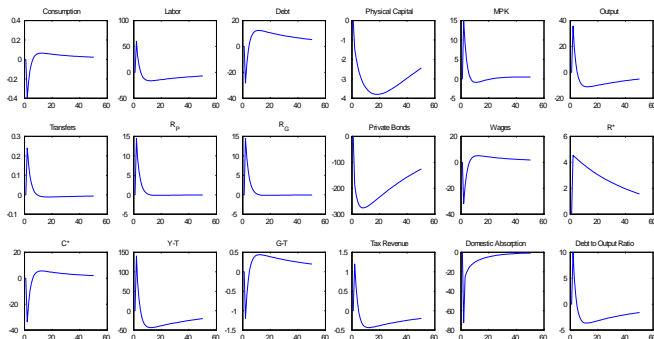 Consumption
0.4
0.2
0
-0.2
-0.4
0 20 40 60
Labor
100
50
0
-50
0 20 40 60
Debt
20
0
-20
-40
0 20 40 60
Physical Capital
0
-1
-2
-3
-4
0 20 40 60
MPK
15
10
5
0
-5
0 20 40 60
Output
40
20
0
-20
0 20 40 60
Transfers
0.3
0.2
0.1
0
-0.1
0 20 40 60
R_P
15
10
5
0
-5
0 20 40 60
R_G
15
10
5
0
-5
0 20 40 60
Private Bonds
0
-100
-200
-300
0 20 40 60
Wages
20
0
-20
-40
0 20 40 60
R*
6
4
2
0
0 20 40 60
C*
20
0
-20
-40
0 20 40 60
Y-T
150
100
50
0
-50
0 20 40 60
G-T
0.5
0
-0.5
-1
-1.5
0 20 40 60
Tax Revenue
1.5
1
0.5
0
-0.5
0 20 40 60
Domestic Absorption
0
-20
-40
-60
-80
0 20 40 60
Debt to Output Ratio
10
5
0
-5
0 20 40 60